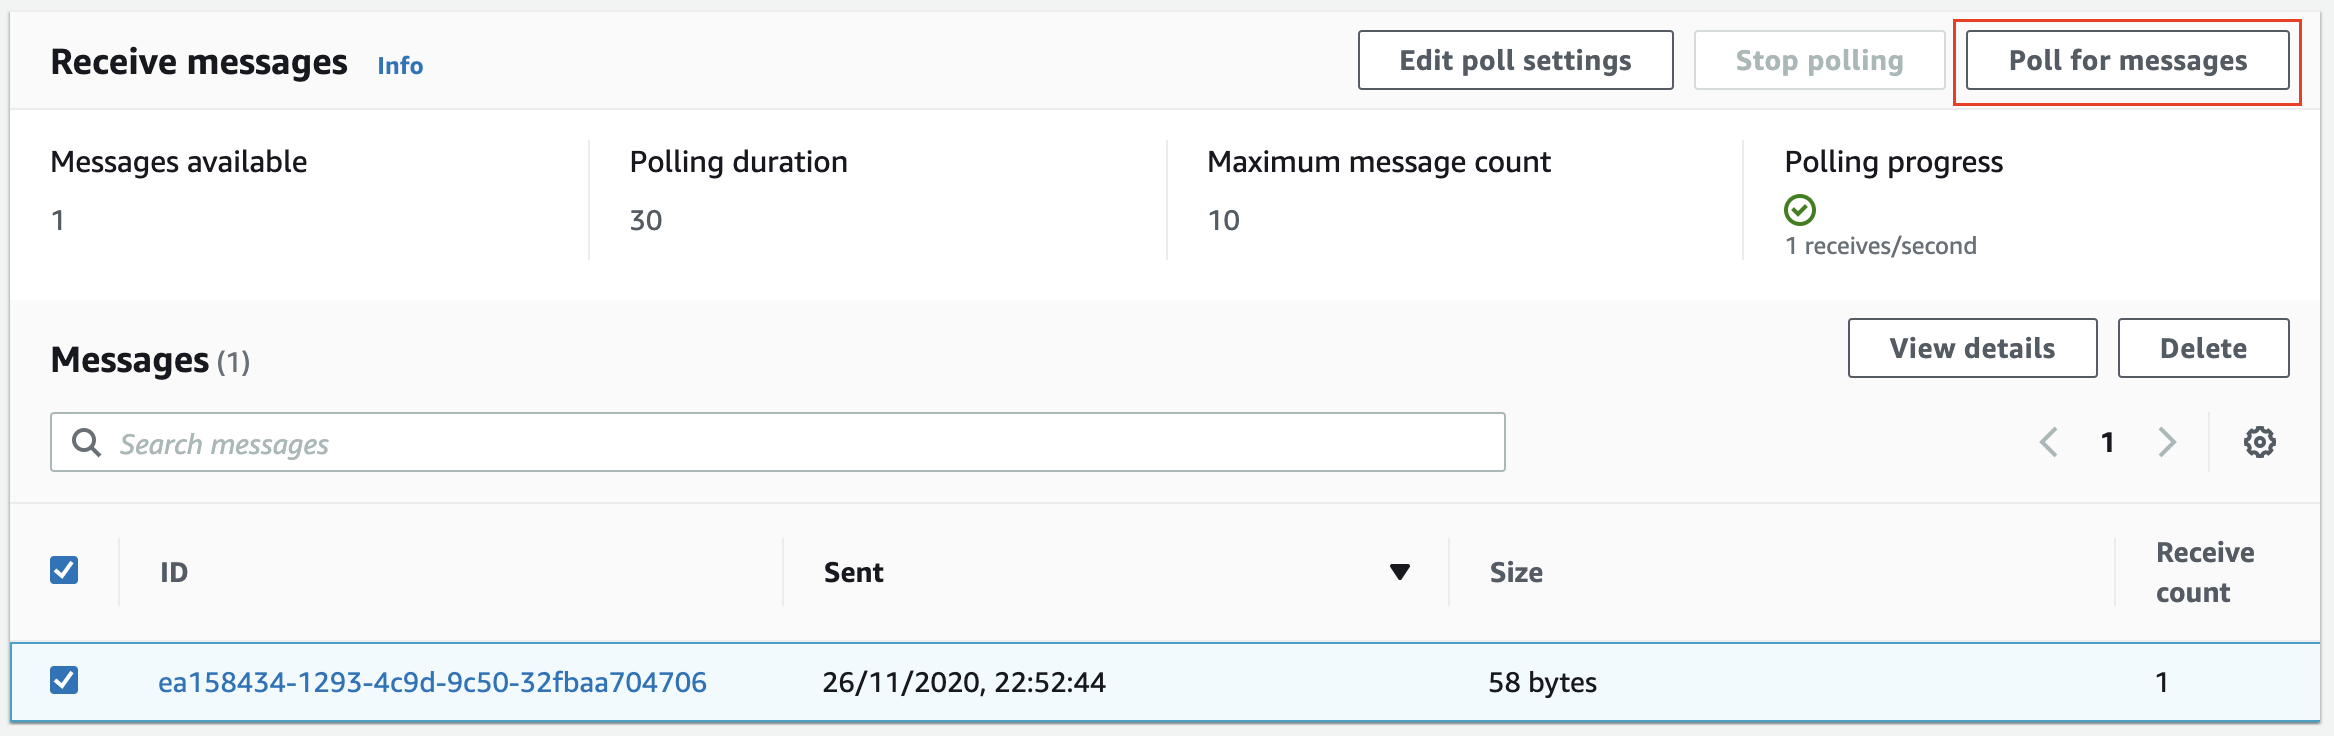 Receive messages Info Edit poll settings Stop polling Poll for messages
Messages available Polling duration Maximum message count Polling progress
1 30 10
1 receives/second
Messages (1) View details Delete
Search messages 1
ID Sent Size Receive count
ea158434-1293-4c9d-9c50-32fbaa704706 26/11/2020, 22:52:44 58 bytes 1